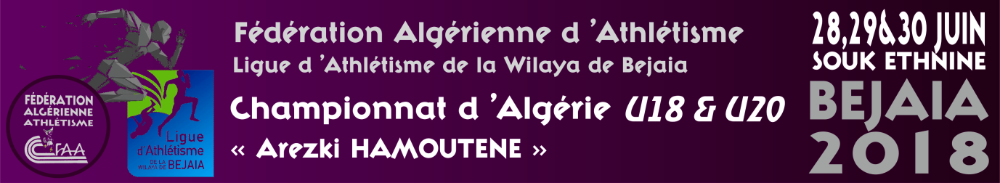 FÉDÉRATION
ALGÉRIENNE
ATHLÉTISME
FAA
Ligue
d'Athlétisme
DE LA
WILAYA DE BEJAIA
Fédération Algérienne d 'Athlétisme
Ligue d 'Athlétisme de la Wilaya de Bejaia
Championnat d 'Algérie U18 & U20
« Arezki HAMOUTENE »
28,29&30 JUIN
SOUK ETHNINE
BEJAIA
2018